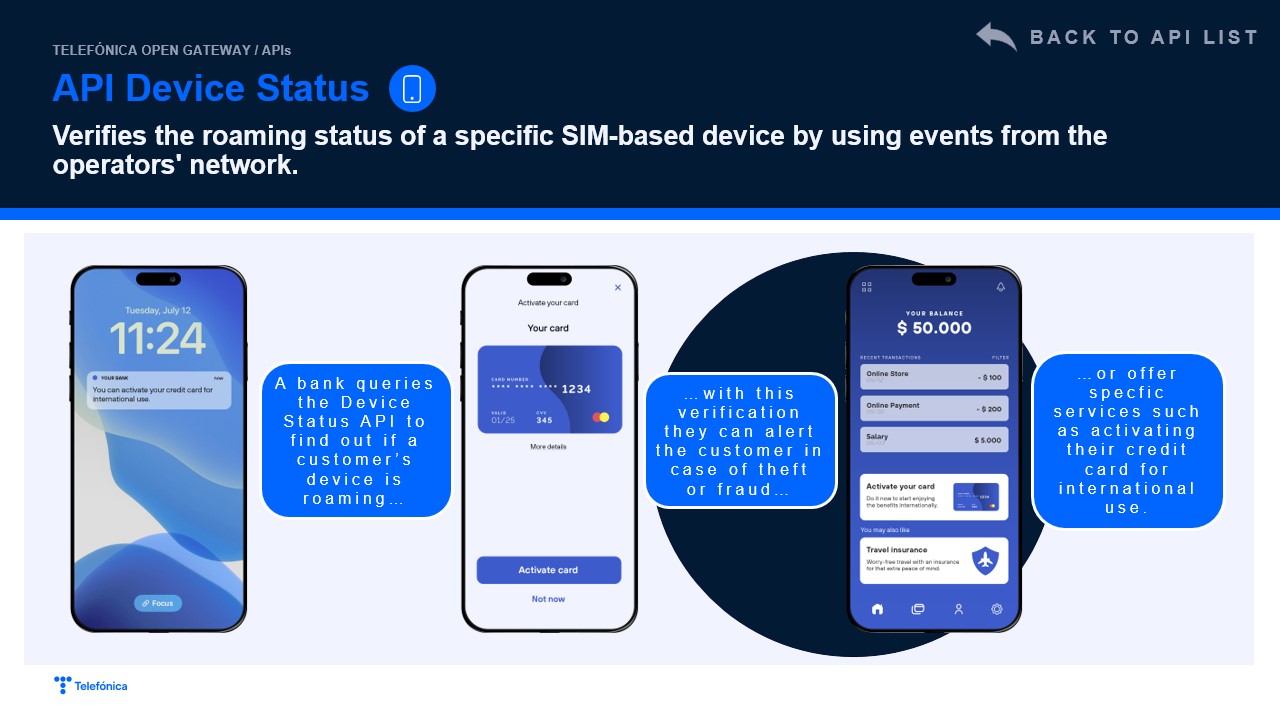 BACK TO API LIST
TELEFÓNICA OPEN GATEWAY / APIs
API Device Status
Verifies the roaming status of a specific SIM-based device by using events from the
operators' network.
Tuesday, July 12
11:24
YOUR BANK now
You can activate your credit card for
international use.
Focus
A bank queries
the Device
Status API to
find out if a
customer’s
device is
roaming…
Activate your card
Your card
CARD NUMBER
**** **** **** 1234
VALID CVV
01/25 345
More details
Activate card
Not now
…with this
verification
they can alert
the customer in
case of theft
or fraud…
YOUR BALANCE
$ 50.000
RECENT TRANSACTIONS FILTER
Online Store
- $ 100
Online Payment
- $ 200
Salary
$ 5.000
Activate your card
Do it now to start enjoying
the benefits internationally.
1234
You may also like
Travel insurance
Worry-free travel with an insurance
for that extra peace of mind.
…or offer
specfic
services such
as activating
their credit
card for
international
use.
Telefónica